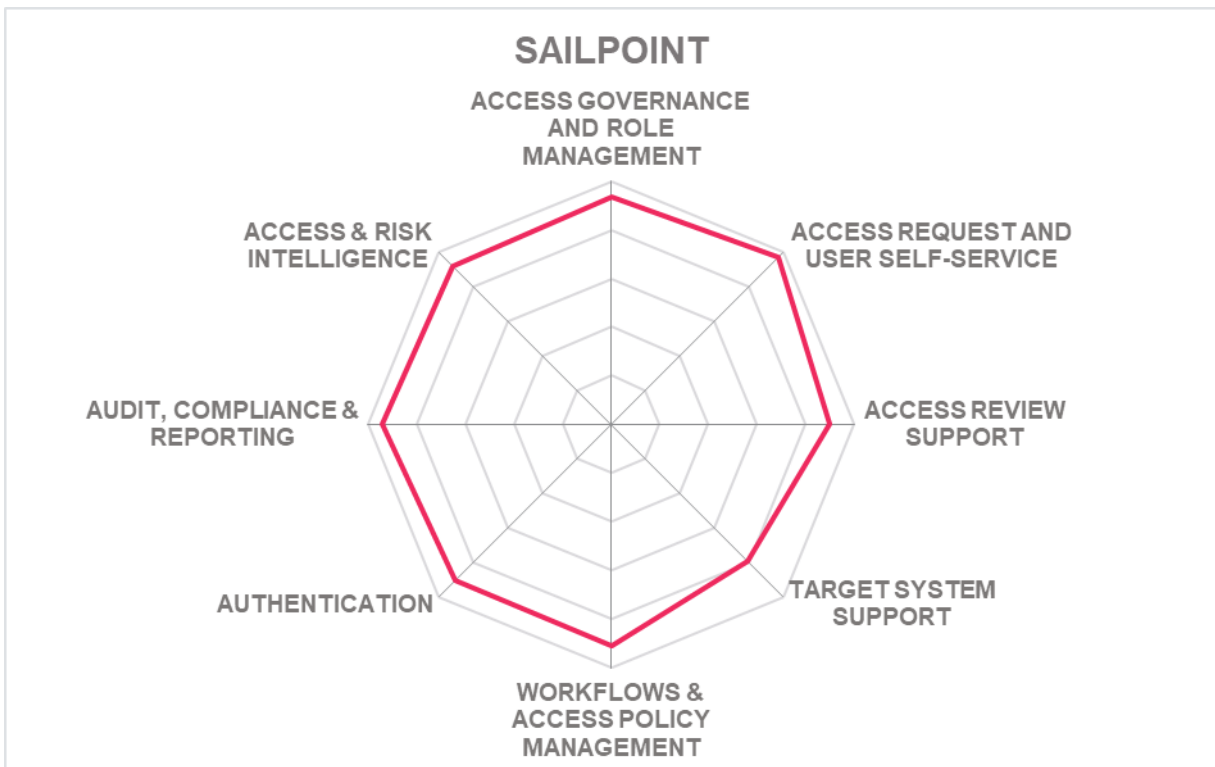 SAILPOINT
ACCESS GOVERNANCE
AND ROLE
MANAGEMENT
ACCESS & RISK
INTELLIGENCE
ACCESS REQUEST AND
USER SELF-SERVICE
AUDIT, COMPLIANCE &
REPORTING
ACCESS REVIEW
SUPPORT
AUTHENTICATION
TARGET SYSTEM
SUPPORT
WORKFLOWS &
ACCESS POLICY
MANAGEMENT